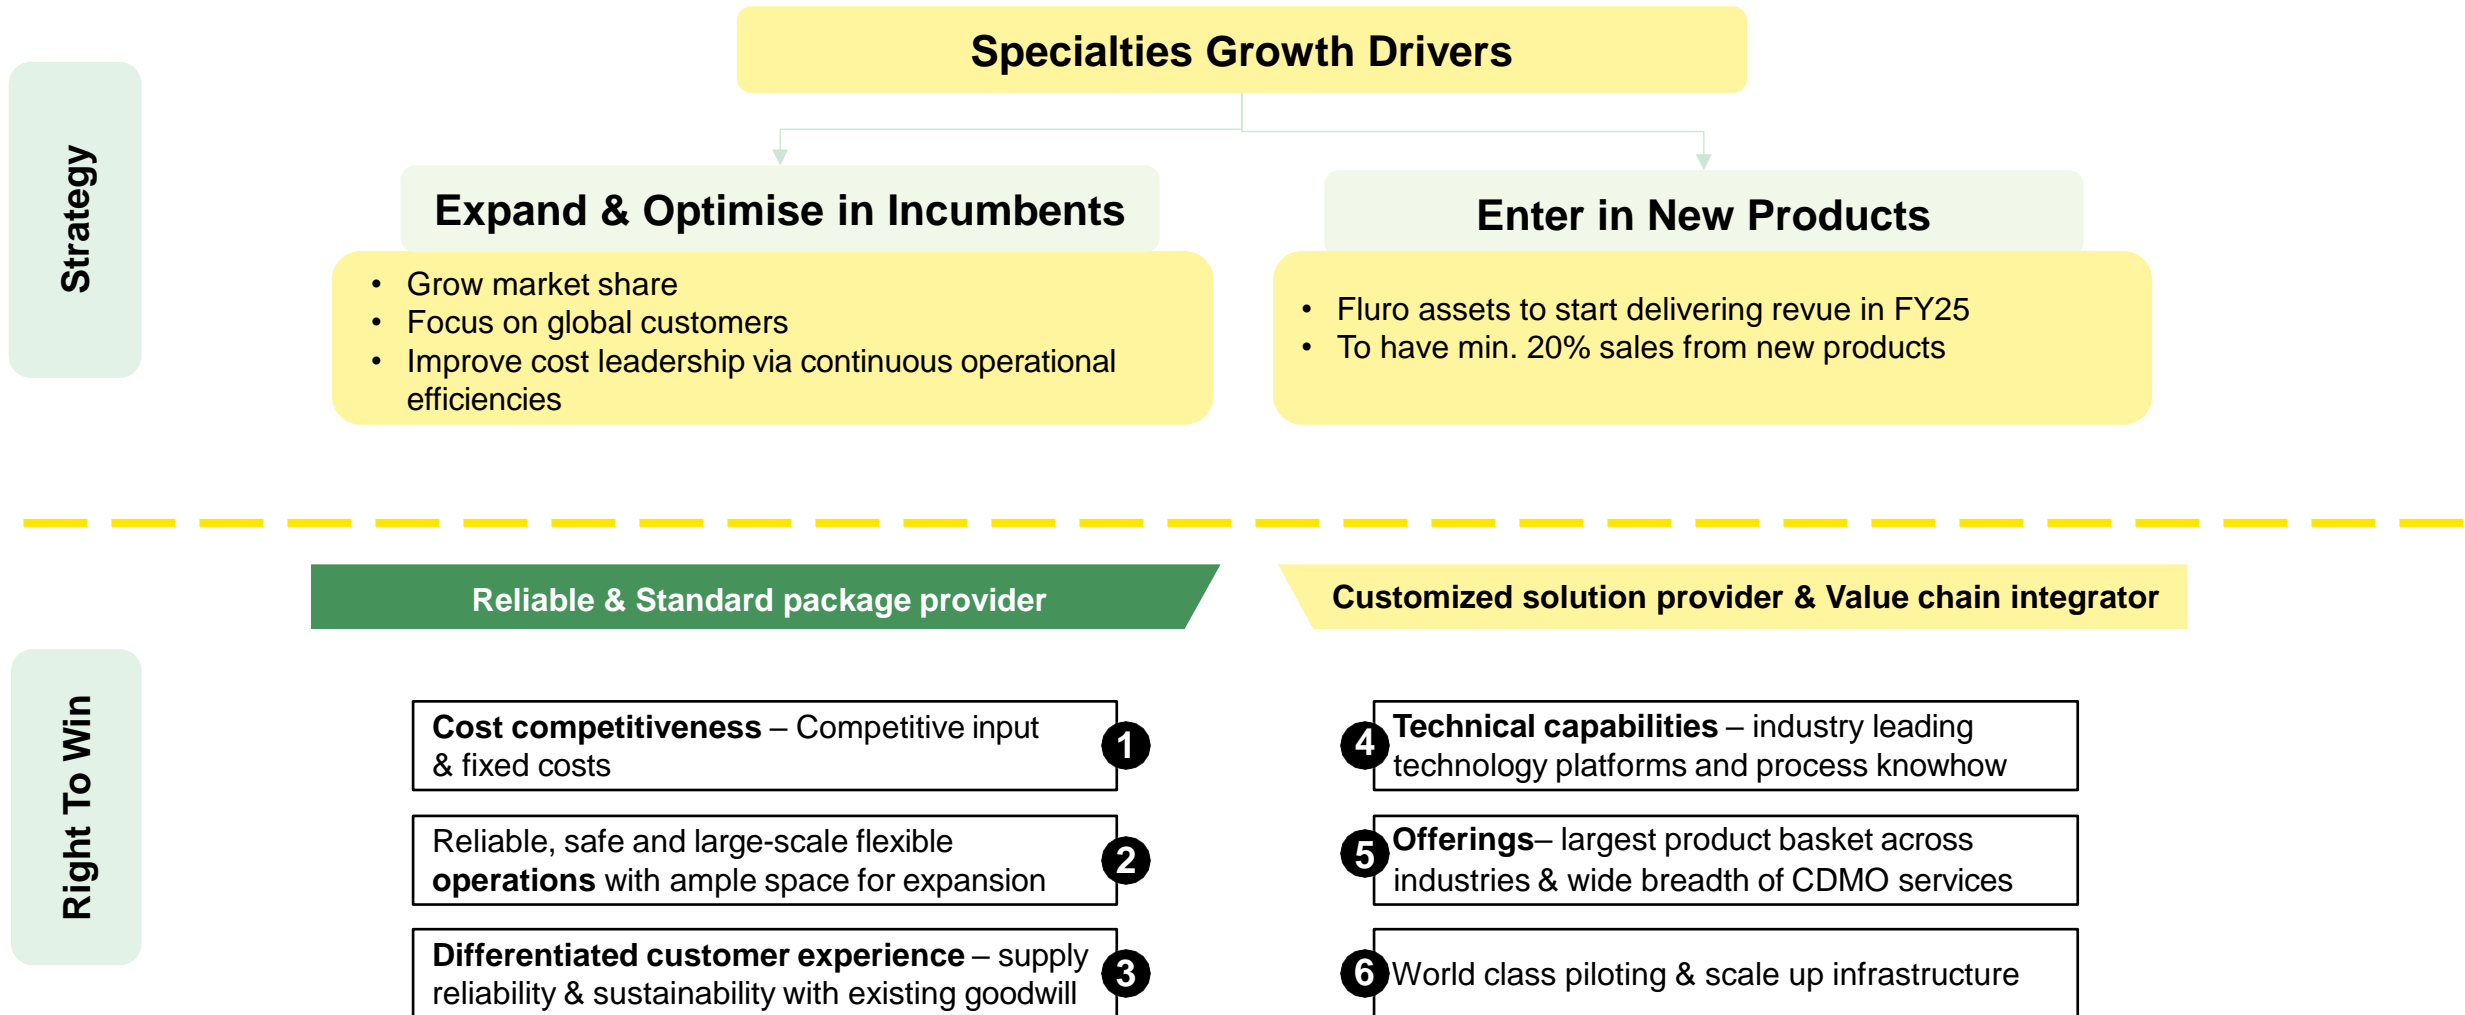 Specialties Growth Drivers
Strategy
Expand & Optimise in Incumbents
• Grow market share
• Focus on global customers
• Improve cost leadership via continuous operational
efficiencies
Enter in New Products
• Fluro assets to start delivering revue in FY25
• To have min. 20% sales from new products
Right To Win
Reliable & Standard package provider
Cost competitiveness – Competitive input
& fixed costs
1
Reliable, safe and large-scale flexible
operations with ample space for expansion
2
Differentiated customer experience – supply
reliability & sustainability with existing goodwill
3
Customized solution provider & Value chain integrator
4
Technical capabilities – industry leading
technology platforms and process knowhow
5
Offerings– largest product basket across
industries & wide breadth of CDMO services
6
World class piloting & scale up infrastructure